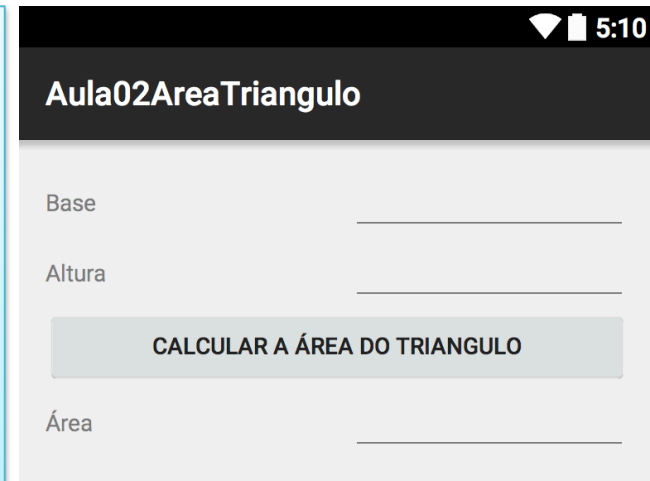 5:10
Aula02AreaTriangulo
Base
Altura
CALCULAR A ÁREA DO TRIANGULO
Área